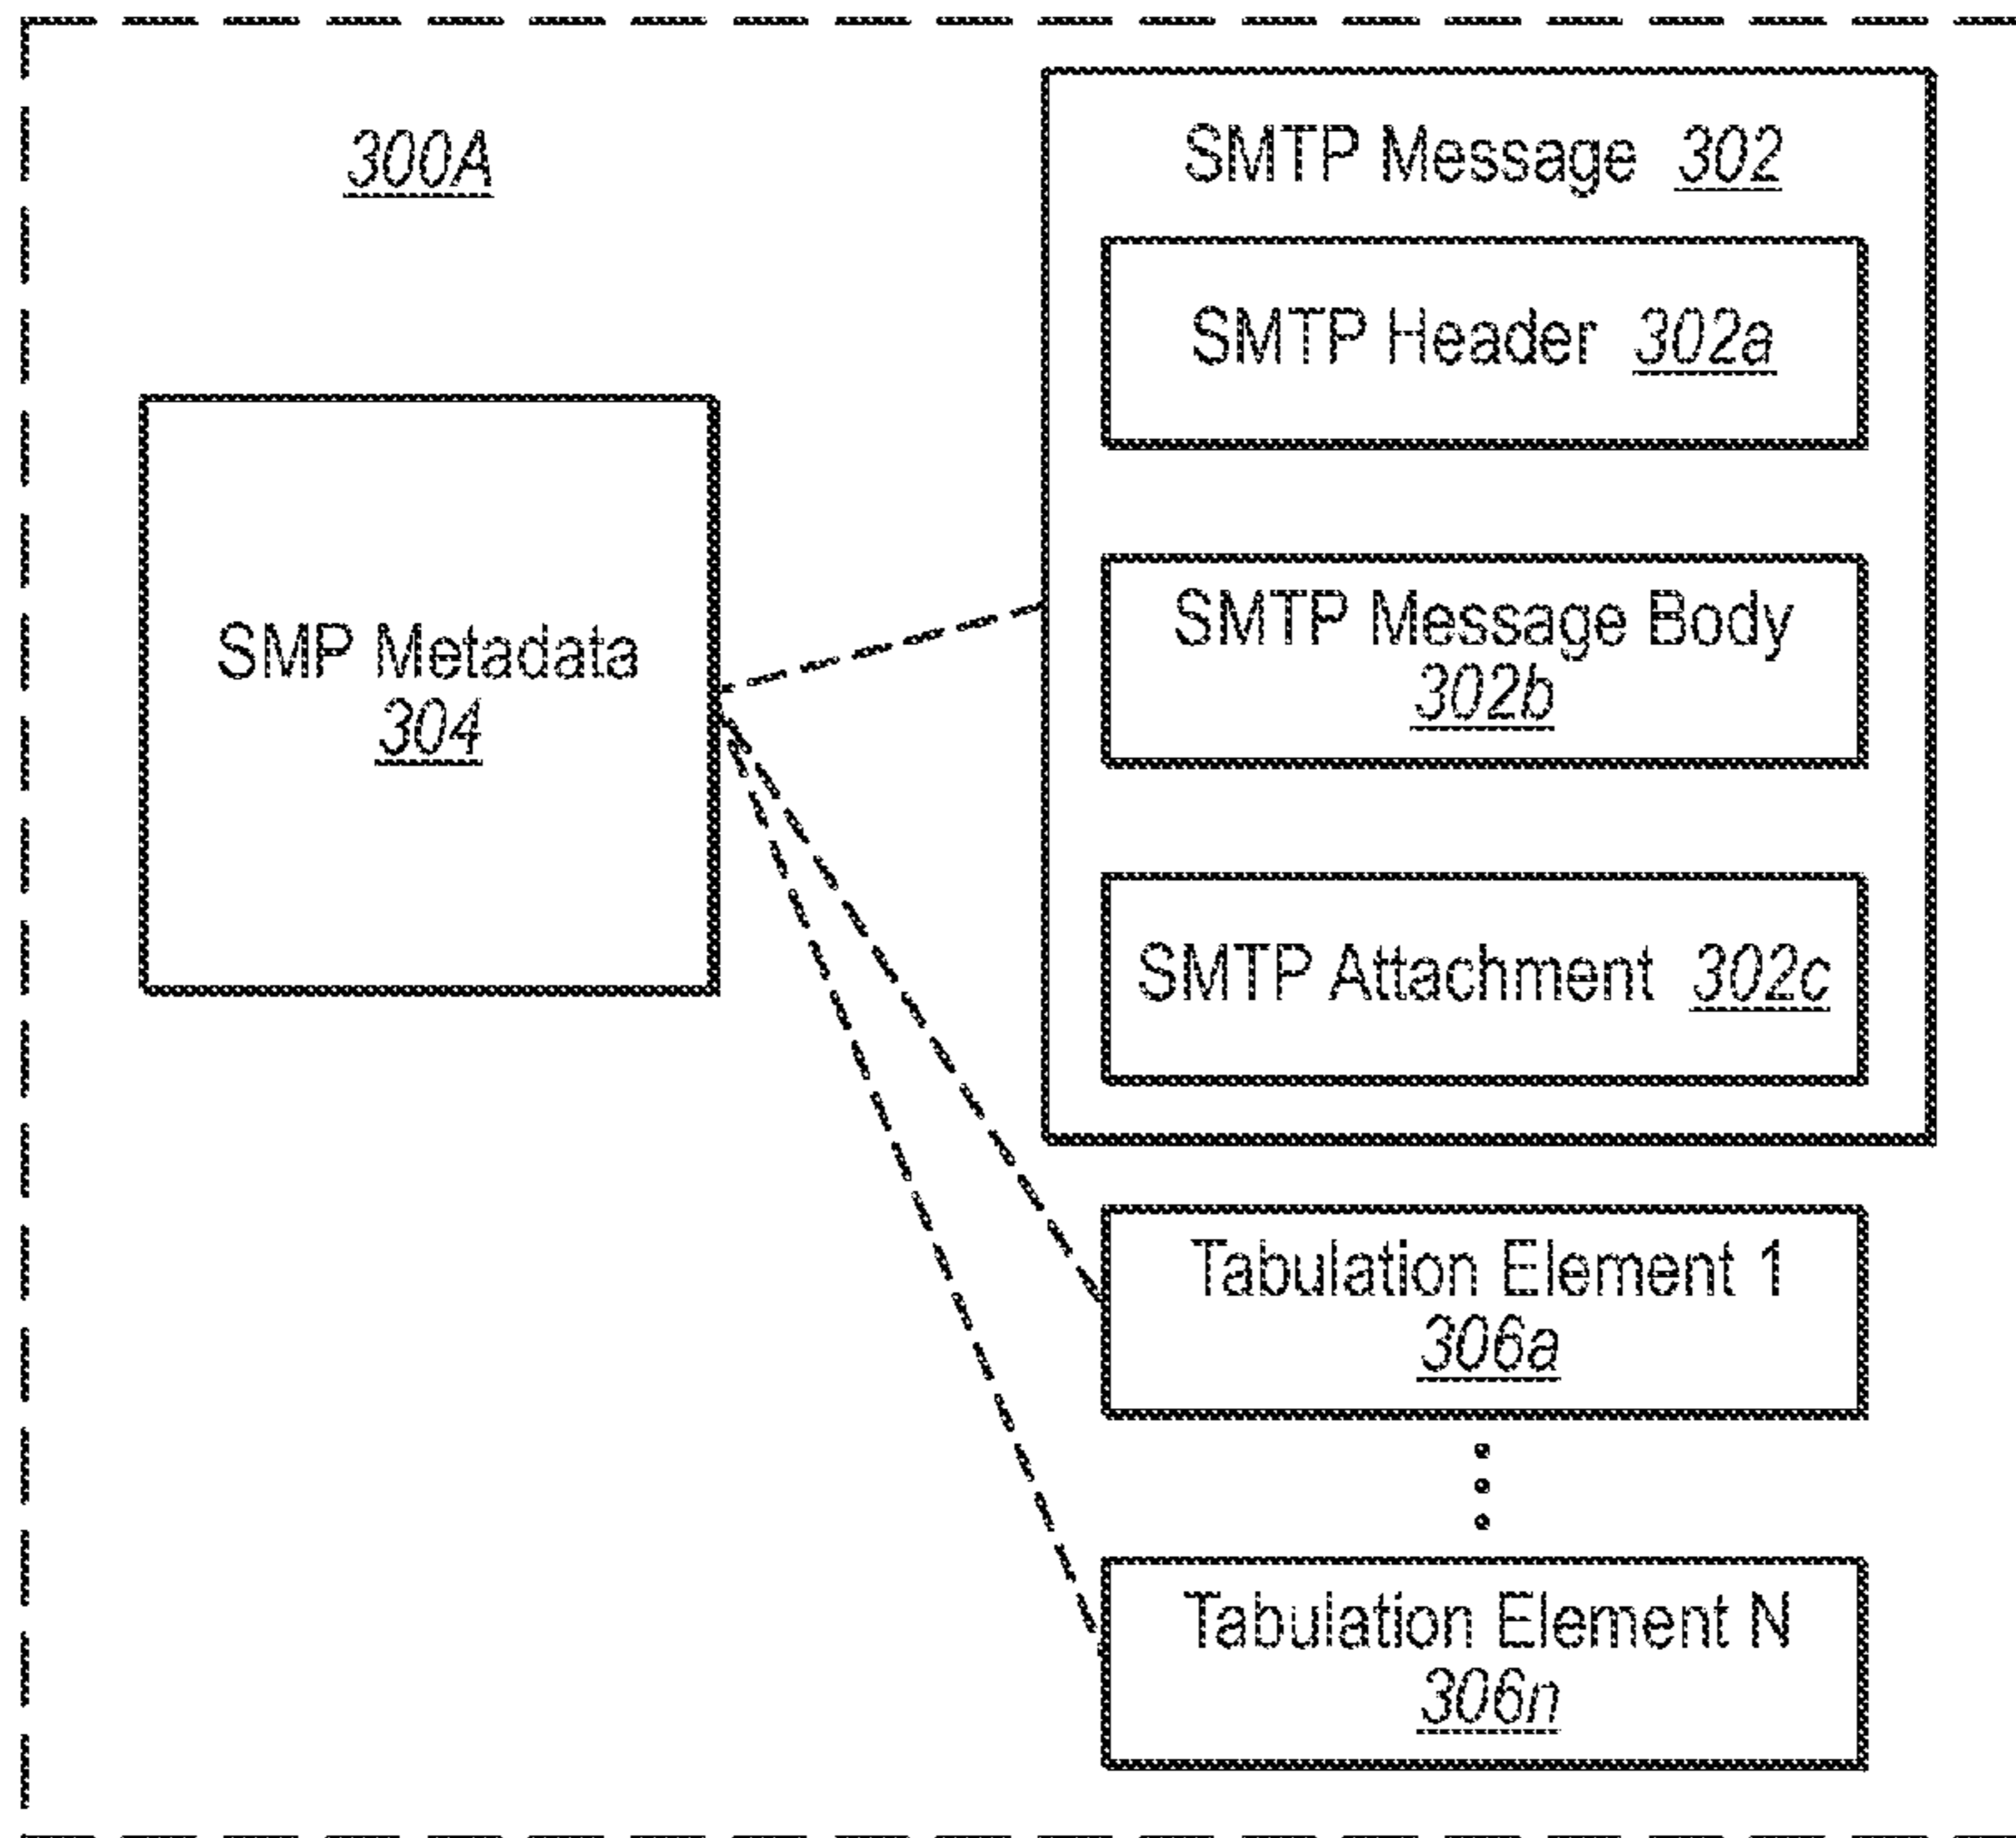 300A
SMTP Message 302
SMTP Header 302a
SMP Metadata
304
SMTP Message Body
302b
SMTP Attachment 302c
Tabulation Element 1
306a
Tabulation Element N
306n